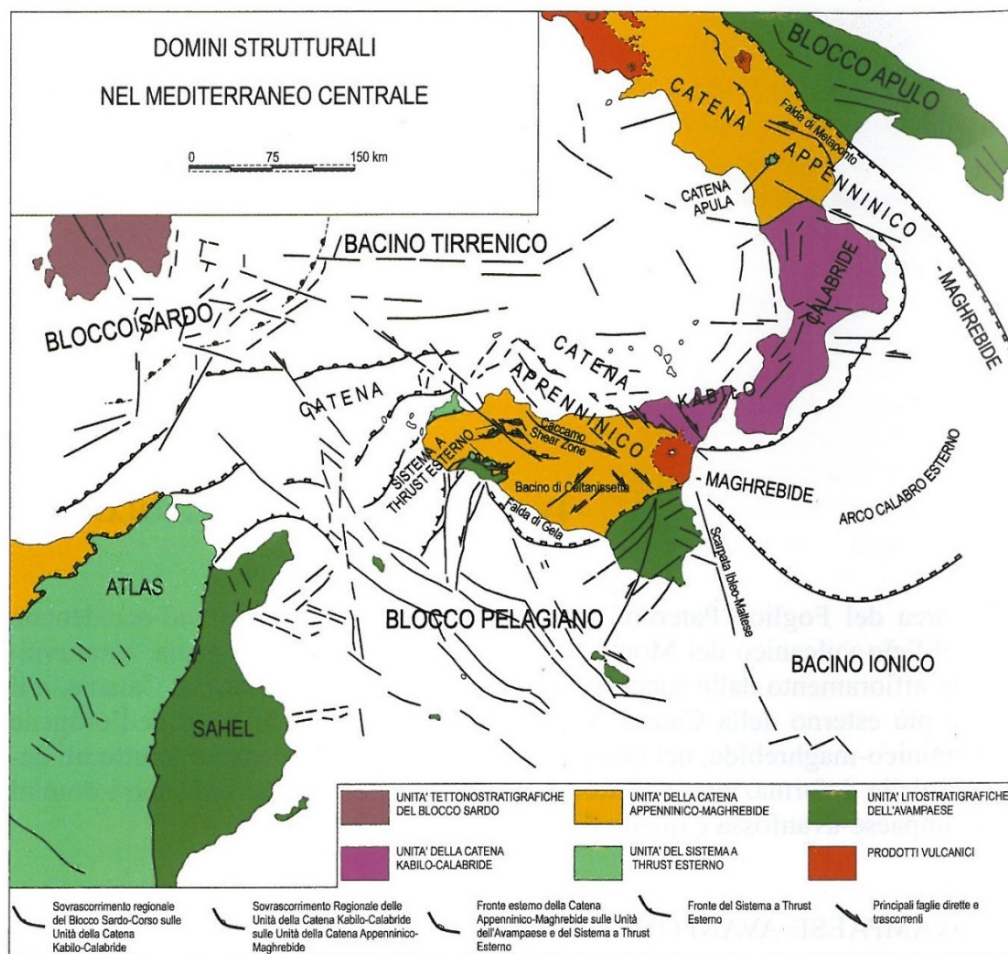 DOMINI STRUTTURALI
NEL MEDITERRANEO CENTRALE
0 75 150 km
BLOCCO APULO
CATENA
Falda di Metaponto
APPENNINICO
CATENA
APULA
BACINO TIRRENICO
CALABRIDE
- MAGHREBIDE
BLOCCO SARDO
CATENA
CATENA
APPENNINICO
KABILO
Caccamo
Shear Zone
SISTEMA A
THRUST ESTERNO
Bacino di Caltanissetta
- MAGHREBIDE
ARCO CALABRO ESTERNO
Falda di Gela
Scarpata Ibleo-Maltese
ATLAS
BLOCCO PELAGIANO
BACINO IONICO
SAHEL
UNITA' TETTONOSTRATIGRAFICHE
DEL BLOCCO SARDO
UNITA' DELLA CATENA
APPENNINICO-MAGHREBIDE
UNITA' LITOSTRATIGRAFICHE
DELL'AVAMPAESE
UNITA' DELLA CATENA
KABILO-CALABRIDE
UNITA' DEL SISTEMA A
THRUST ESTERNO
PRODOTTI VULCANICI
Sovrascorrimento regionale
del Blocco Sardo-Corso sulle
Unità della Catena
Kabilo-Calabride
Sovrascorrimento Regionale delle
Unità della Catena Kabilo-Calabride
sulle Unità della Catena Appenninico-
Maghrebide
Fronte esterno della Catena
Appenninico-Maghrebide sulle Unità
dell'Avampaese e del Sistema a Thrust
Esterno
Fronte del Sistema a Thrust
Esterno
Principali faglie dirette e
trascorrenti